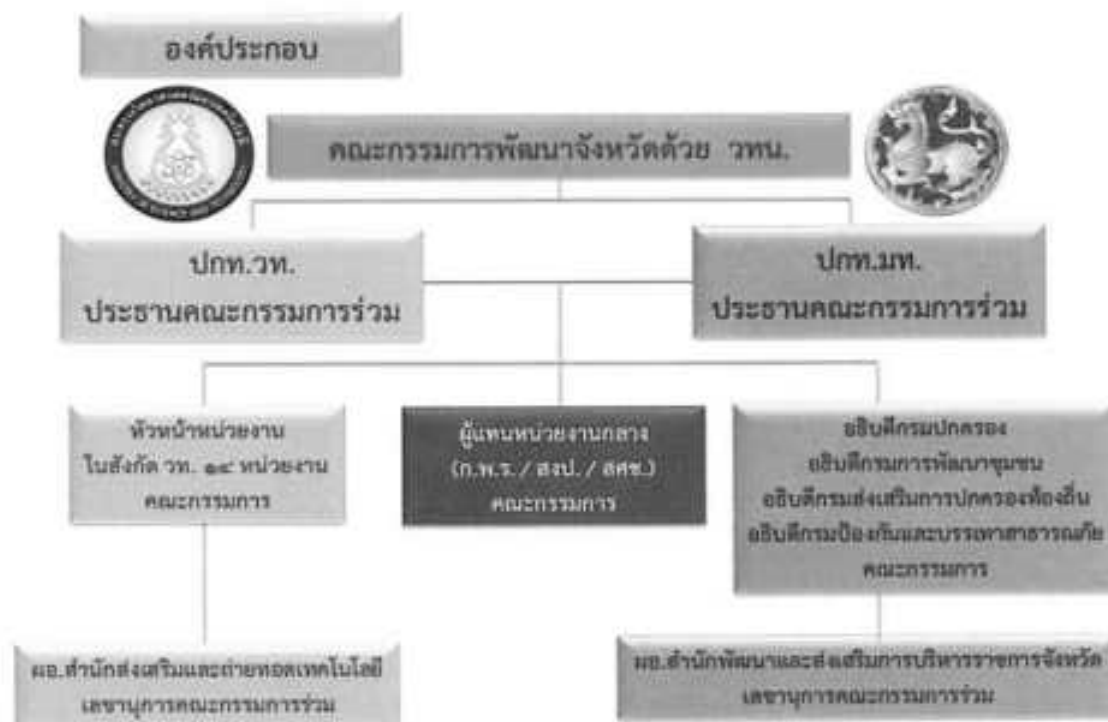 องค์ประกอบ
คณะกรรมการพัฒนาจังหวัดด้วย วทน.
ปกท.วท.
ประธานคณะกรรมการร่วม
ปกท.มท.
ประธานคณะกรรมการร่วม
หัวหน้าหน่วยงาน
ในสังกัด วท. ๑๔ หน่วยงาน
คณะกรรมการ
ผู้แทนหน่วยงานกลาง
(ก.พ.ร. / สงป. / สศช.)
คณะกรรมการ
อธิบดีกรมปกครอง
อธิบดีกรมการพัฒนาชุมชน
อธิบดีกรมส่งเสริมการปกครองท้องถิ่น
อธิบดีกรมป้องกันและบรรเทาสาธารณภัย
คณะกรรมการ
ผอ.สำนักส่งเสริมและถ่ายทอดเทคโนโลยี
เลขานุการคณะกรรมการร่วม
ผอ.สำนักพัฒนาและส่งเสริมการบริหารราชการจังหวัด
เลขานุการคณะกรรมการร่วม